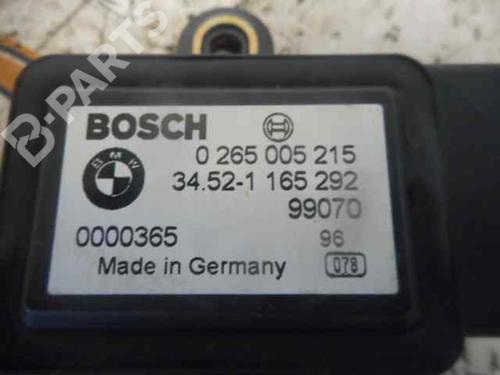 B-PARTS
BOSCH
BMW
0 265 005 215
34.52-1 165 292
99070
0000365 96
Made in Germany 078